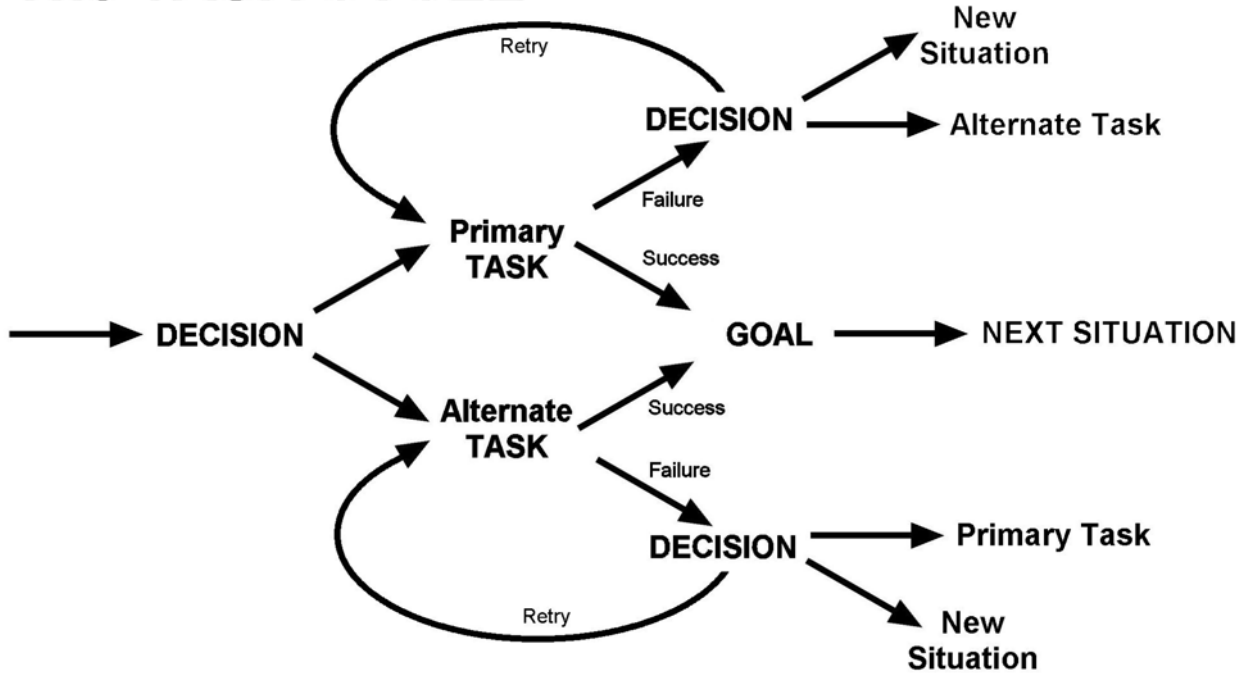 New
Situation
Retry
DECISION
Alternate Task
Failure
Primary
TASK
Success
DECISION
GOAL
NEXT SITUATION
Alternate
TASK
Success
Failure
DECISION
Primary Task
Retry
New
Situation